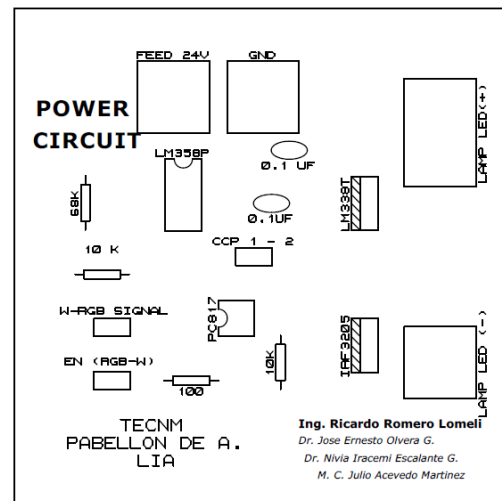 FEED 24V
GND
POWER
CIRCUIT
LM358P
0.1 UF
LAMP LED(+)
68K
0.1UF
LM338T
CCP 1 - 2
10 K
W-RGB SIGNAL
PC817
EN (RGB-W)
10K
IRF3205
LAMP LED (-)
100
TECNM
PABELLON DE A.
LIA
Ing. Ricardo Romero Lomeli
Dr. Jose Ernesto Olvera G.
Dr. Nivia Iracemi Escalante G.
M. C. Julio Acevedo Martinez